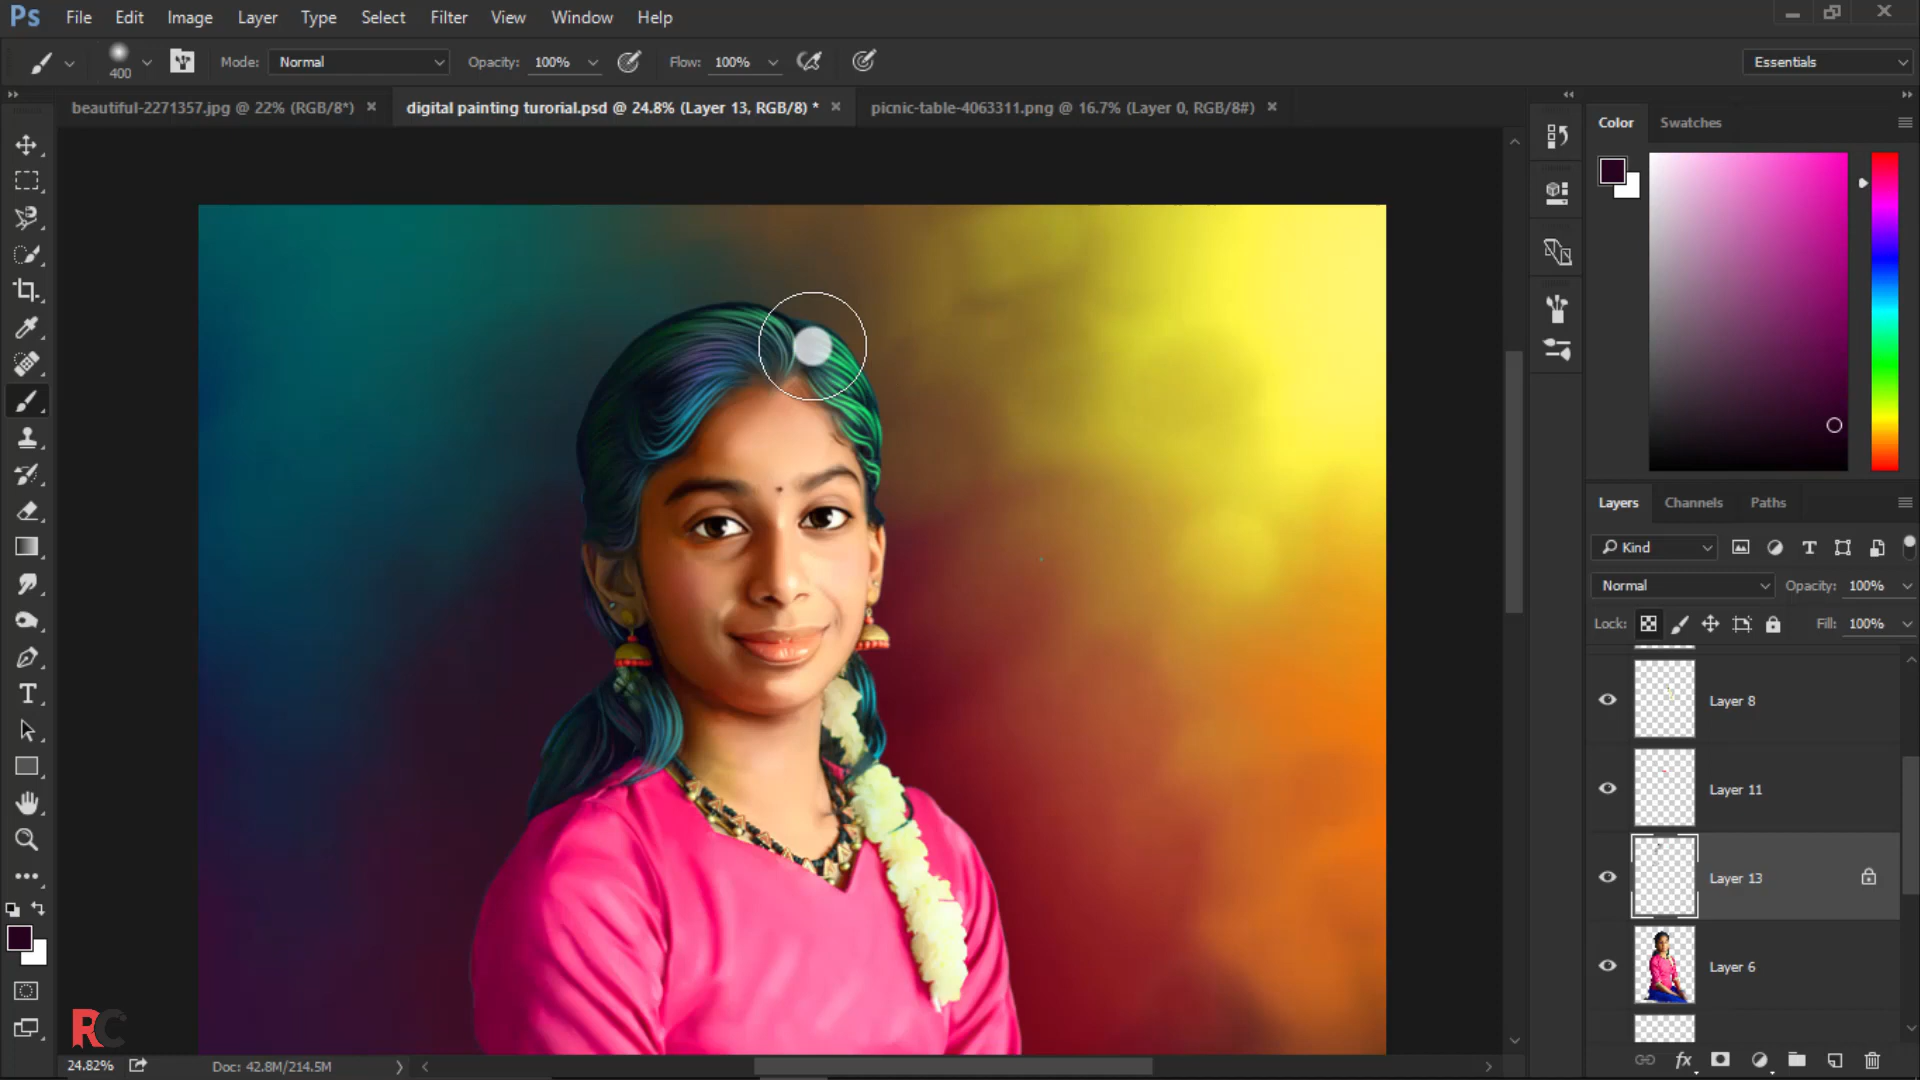 Ps File Edit Image Layer Type Select Filter View Window Help
400 Mode: Normal Opacity: 100% Flow: 100% Essentials
beautiful-2271357.jpg @ 22% (RGB/8*) digital painting turorial.psd @ 24.8% (Layer 13, RGB/8) * picnic-table-4063311.png @ 16.7% (Layer 0, RGB/8#)
Color Swatches
Layers Channels Paths
Kind
Normal Opacity: 100%
Lock: Fill: 100%
Layer 8
Layer 11
Layer 13
Layer 6
fx
RC
24.82% Doc: 42.8M/214.5M